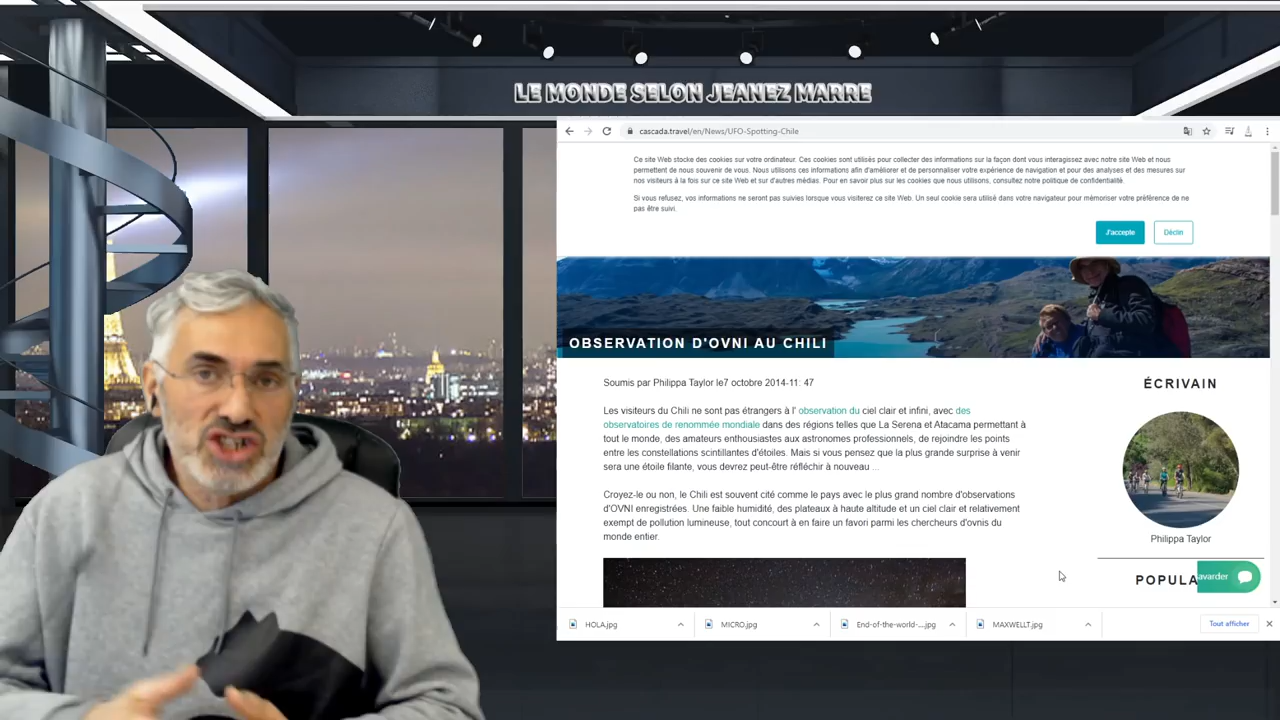 LE MONDE SELON JEANEZ MARRE
cascada.travel/en/News/UFO-Spotting-Chile
Ce site Web stocke des cookies sur votre ordinateur. Ces cookies sont utilisés pour collecter des informations sur la façon dont vous interagissez avec notre site Web et nous
permettent de nous souvenir de vous. Nous utilisons ces informations afin d'améliorer et de personnaliser votre expérience de navigation et pour des analyses et des mesures sur
nos visiteurs à la fois sur ce site Web et sur d'autres médias. Pour en savoir plus sur les cookies que nous utilisons, consultez notre politique de confidentialité.
Si vous refusez, vos informations ne seront pas suivies lorsque vous visiterez ce site Web. Un seul cookie sera utilisé dans votre navigateur pour mémoriser votre préférence de ne
pas être suivi.
J'accepte
Déclin
OBSERVATION D'OVNI AU CHILI
Soumis par Philippa Taylor le7 octobre 2014-11: 47
Les visiteurs du Chili ne sont pas étrangers à l' observation du ciel clair et infini, avec des
observatoires de renommée mondiale dans des régions telles que La Serena et Atacama permettant à
tout le monde, des amateurs enthousiastes aux astronomes professionnels, de rejoindre les points
entre les constellations scintillantes d'étoiles. Mais si vous pensez que la plus grande surprise à venir
sera une étoile filante, vous devrez peut-être réfléchir à nouveau ...
Croyez-le ou non, le Chili est souvent cité comme le pays avec le plus grand nombre d'observations
d'OVNI enregistrées. Une faible humidité, des plateaux à haute altitude et un ciel clair et relativement
exempt de pollution lumineuse, tout concourt à en faire un favori parmi les chercheurs d'ovnis du
monde entier.
ÉCRIVAIN
Philippa Taylor
POPULA
avarder
HOLA.jpg
MICRO.jpg
End-of-the-world-....jpg
MAXWELLT.jpg
Tout afficher